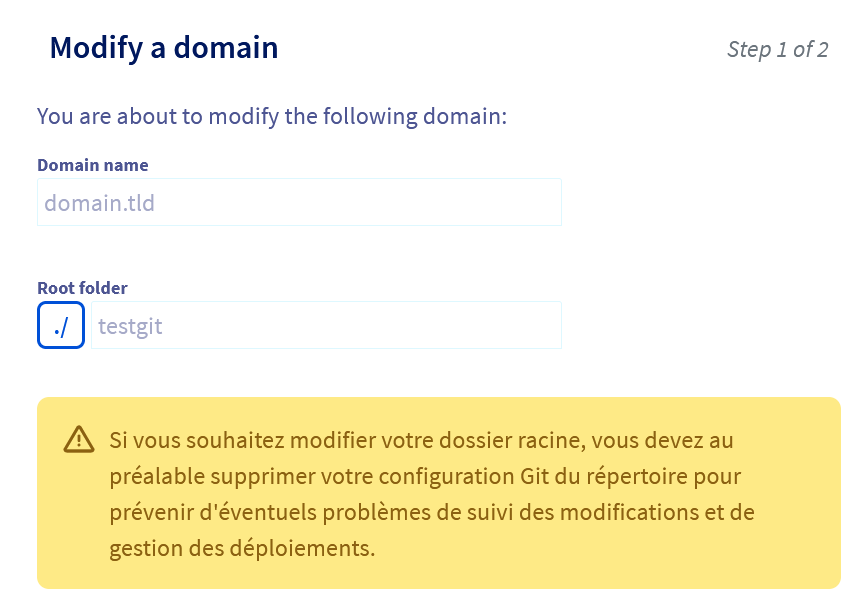 Modify a domain
Step 1 of 2
You are about to modify the following domain:
Domain name
domain.tld
Root folder
./ testgit
Si vous souhaitez modifier votre dossier racine, vous devez au
préalable supprimer votre configuration Git du répertoire pour
prévenir d'éventuels problèmes de suivi des modifications et de
gestion des déploiements.